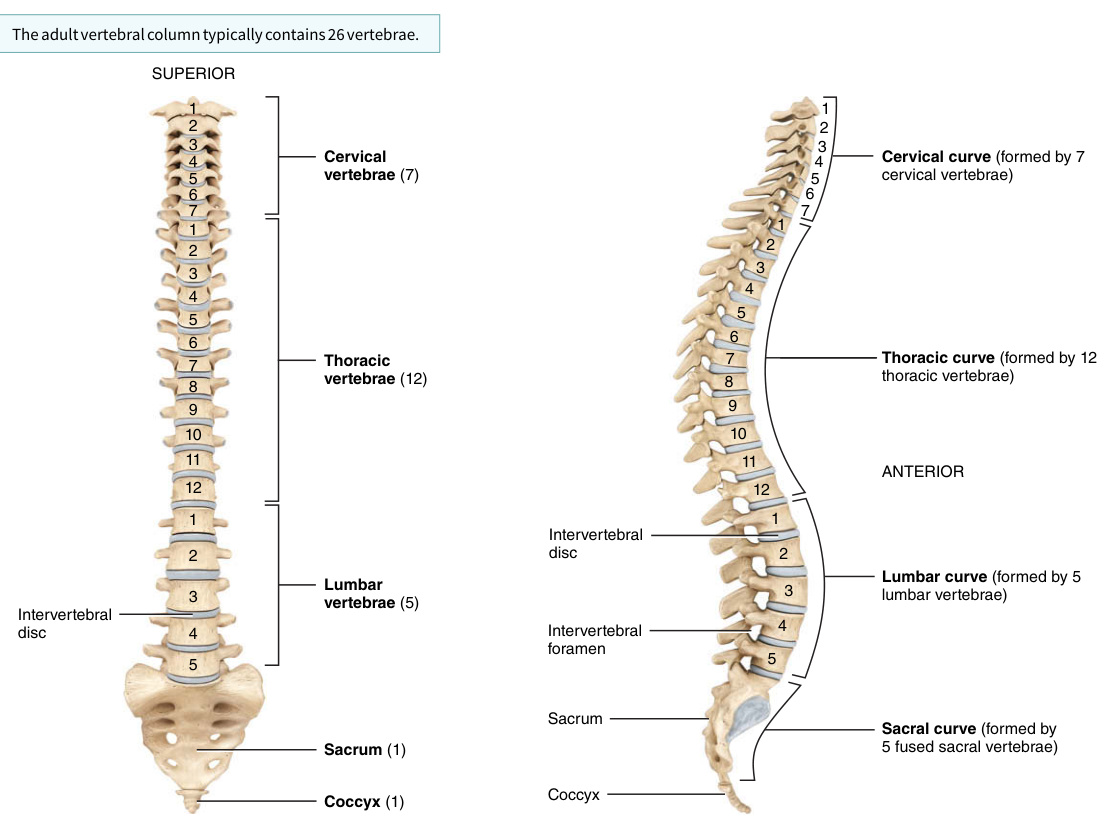 The adult vertebral column typically contains 26 vertebrae.
SUPERIOR
1
2
3
4
5
6
7
Cervical
vertebrae (7)
1
2
3
4
5
6
7
8
9
10
11
12
Thoracic
vertebrae (12)
1
2
3
4
5
Lumbar
vertebrae (5)
Intervertebral
disc
Sacrum (1)
Coccyx (1)
1
2
3
4
5
6
7
Cervical curve (formed by 7
cervical vertebrae)
1
2
3
4
5
6
7
8
9
10
11
12
Thoracic curve (formed by 12
thoracic vertebrae)
ANTERIOR
1
2
3
4
5
Intervertebral
disc
Lumbar curve (formed by 5
lumbar vertebrae)
Intervertebral
foramen
Sacrum
Sacral curve (formed by
5 fused sacral vertebrae)
Coccyx